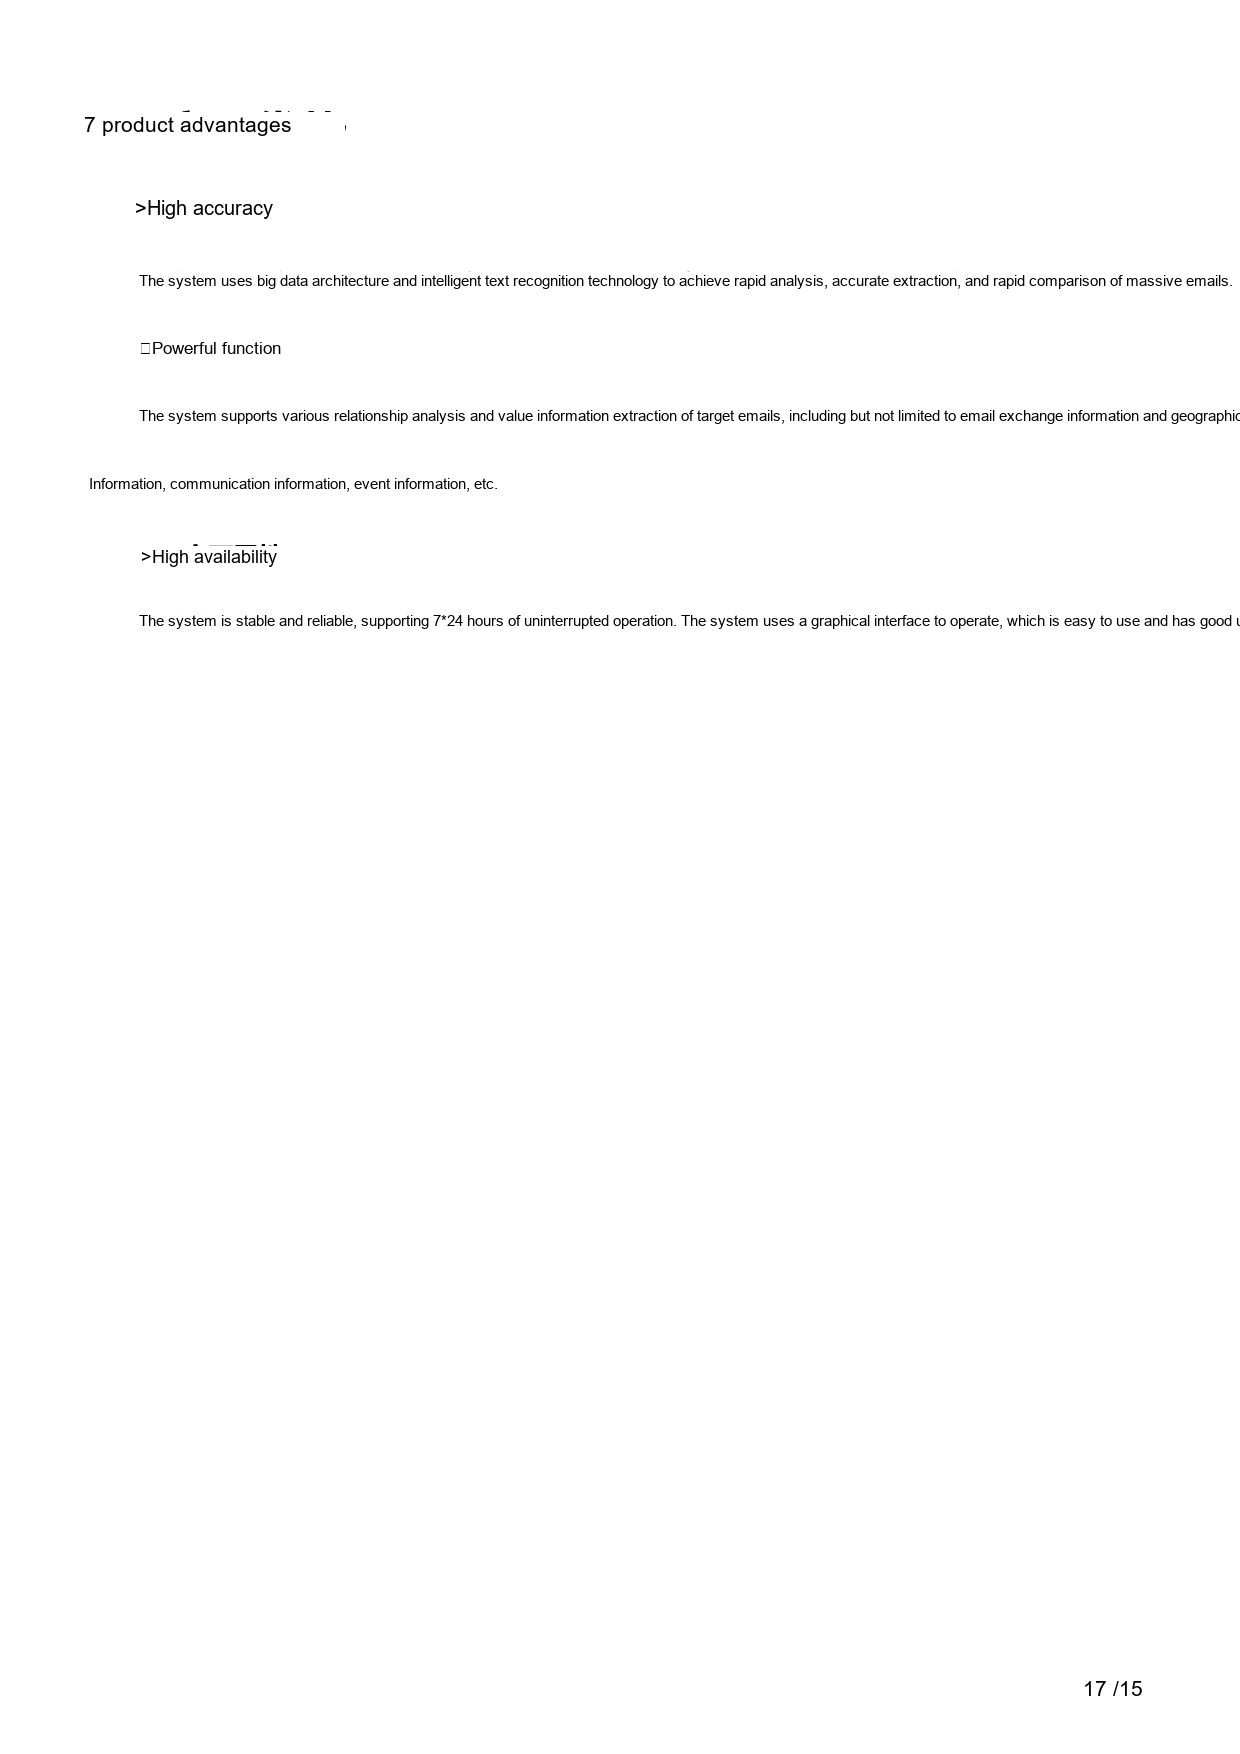 7 product advantages
>High accuracy
The system uses big data architecture and intelligent text recognition technology to achieve rapid analysis, accurate extraction, and rapid comparison of massive emails.
□Powerful function
The system supports various relationship analysis and value information extraction of target emails, including but not limited to email exchange information and geographic
Information, communication information, event information, etc.
>High availability
The system is stable and reliable, supporting 7*24 hours of uninterrupted operation. The system uses a graphical interface to operate, which is easy to use and has good
17 /15